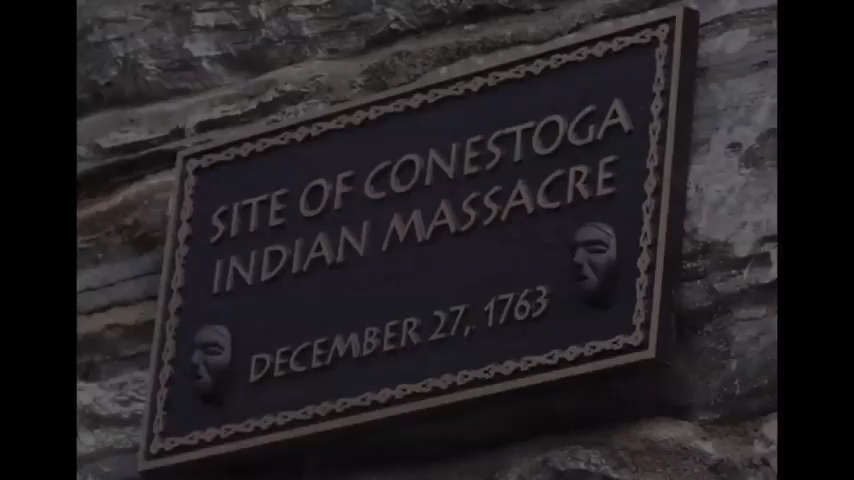 SITE OF CONESTOGA
INDIAN MASSACRE
DECEMBER 27, 1763